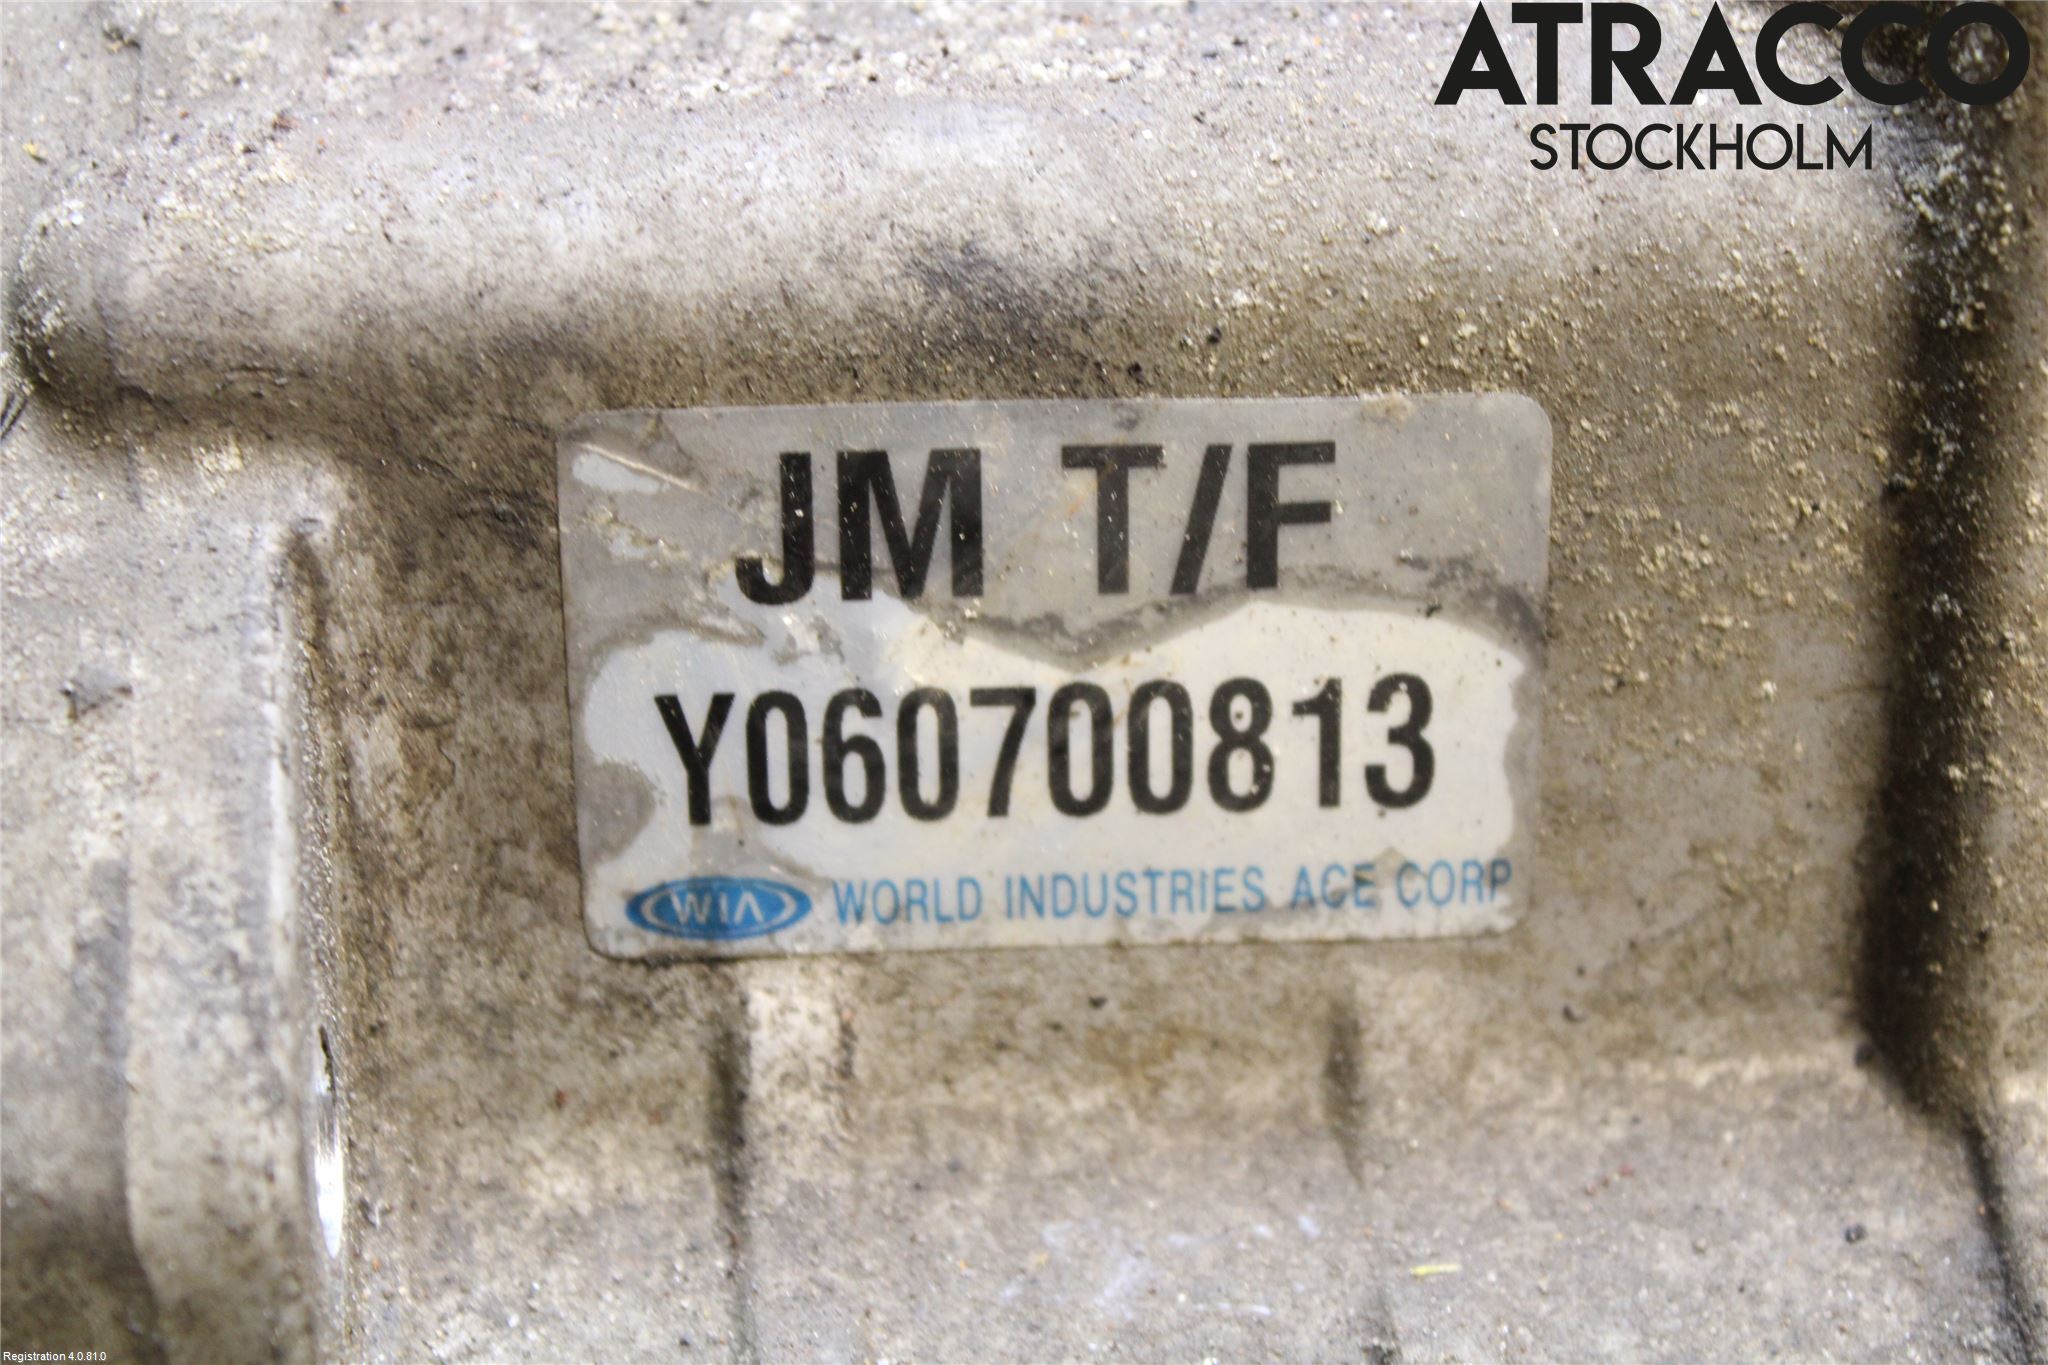 ATRACCO
STOCKHOLM
JM T/F
Y060700813
WIA WORLD INDUSTRIES ACE CORP
Registration 4.0.81.0